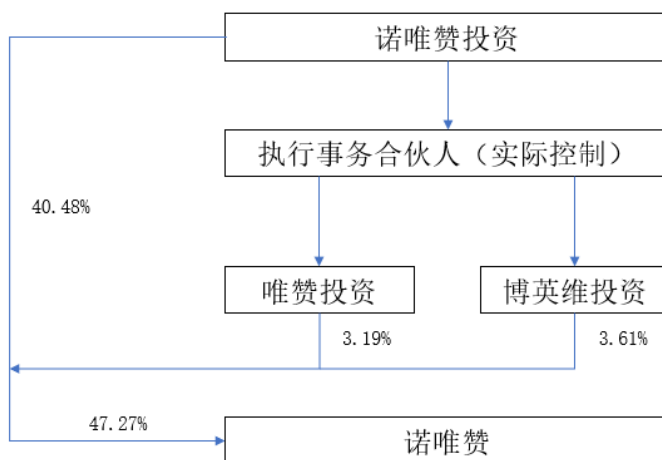 诺唯赞投资
执行事务合伙人（实际控制）
40.48%
唯赞投资
博英维投资
3.19%
3.61%
47.27%
诺唯赞